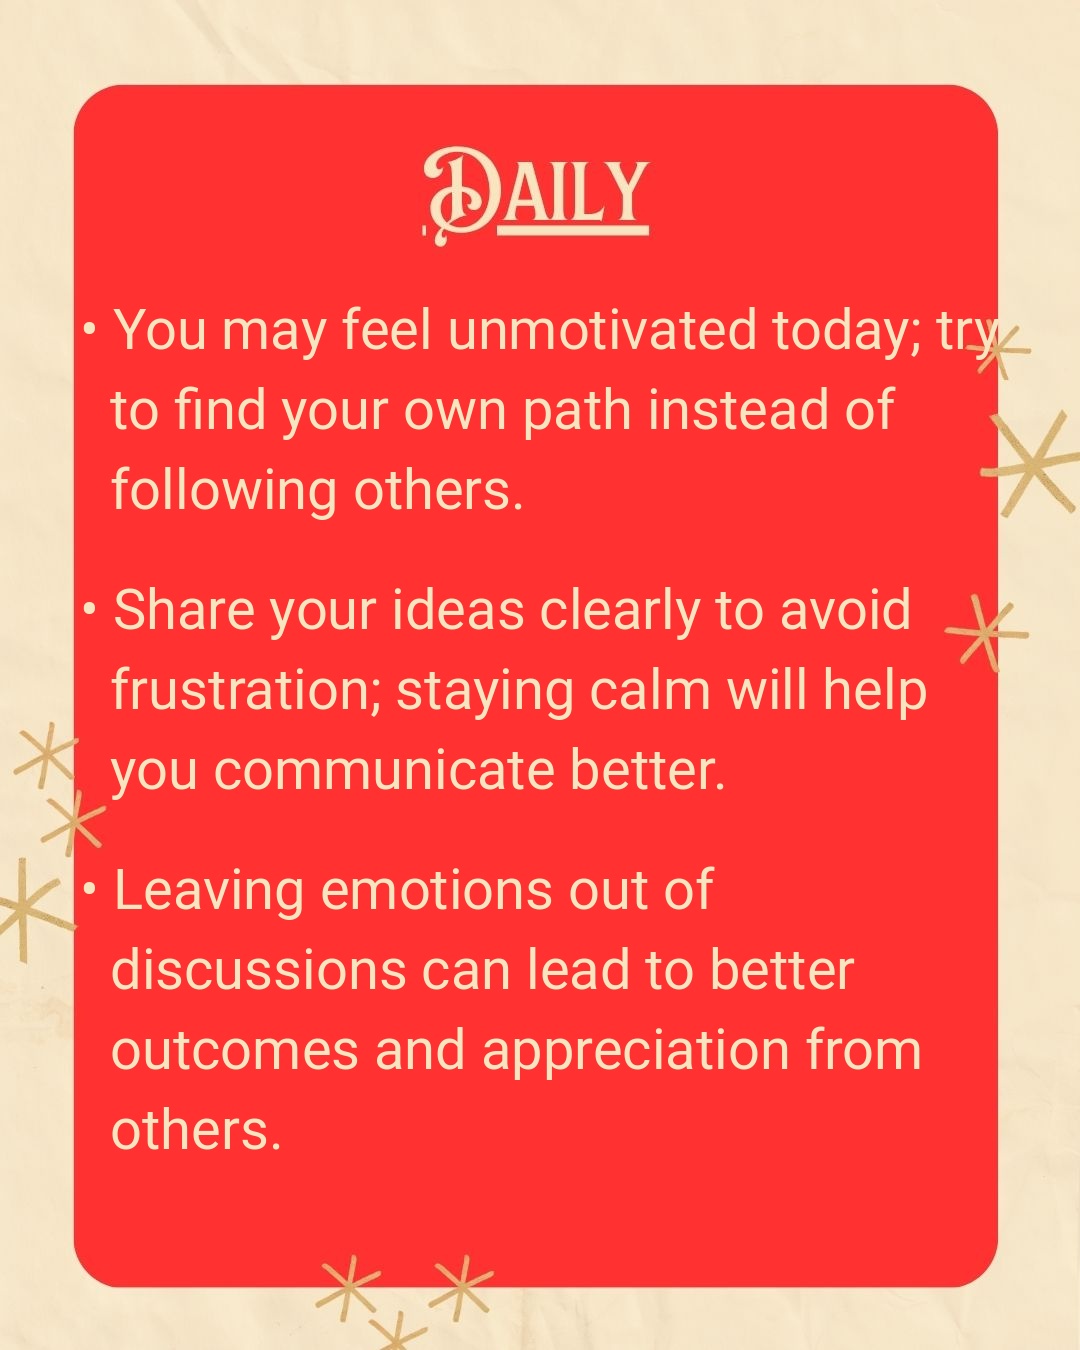 Daily
• You may feel unmotivated today; try
to find your own path instead of
following others.
• Share your ideas clearly to avoid
frustration; staying calm will help
you communicate better.
• Leaving emotions out of
discussions can lead to better
outcomes and appreciation from
others.